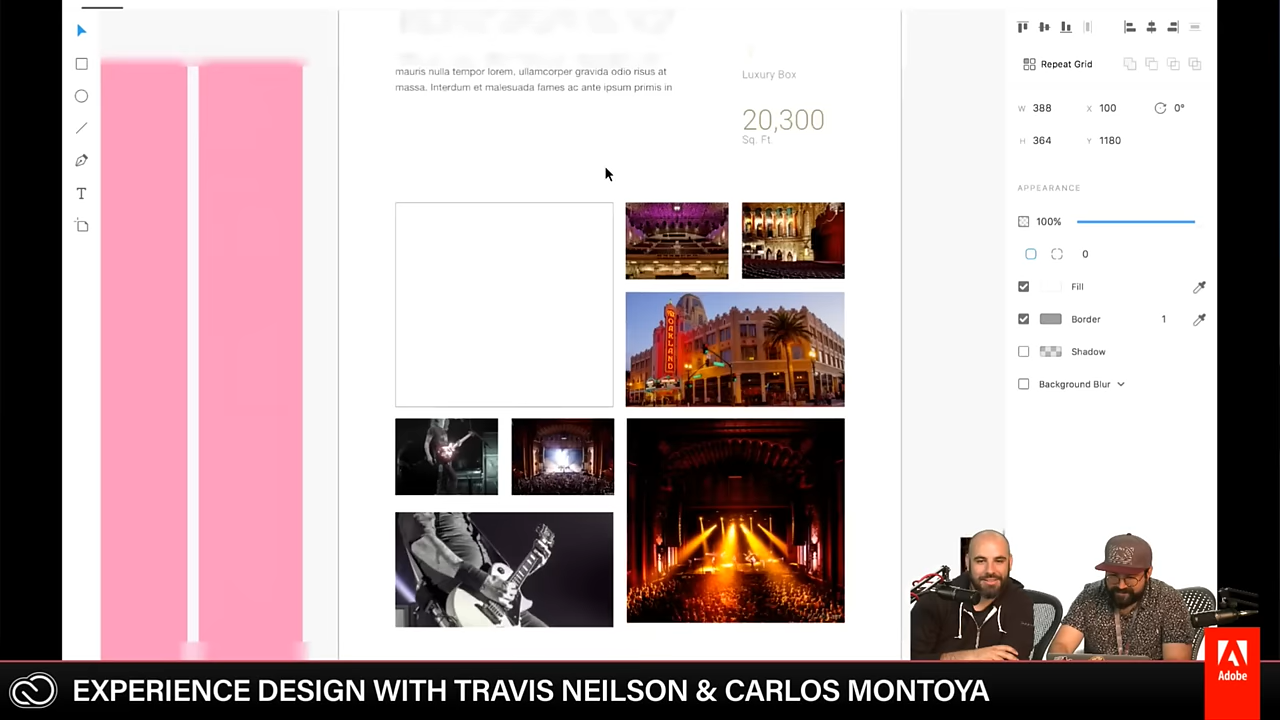 mauris nulla tempor lorem, ullamcorper gravida odio risus at
massa. Interdum et malesuada fames ac ante ipsum primis in
Luxury Box
20,300
Sq. Ft
OAKLAND
T
Repeat Grid
W 388 X 100 0°
H 364 Y 1180
APPEARANCE
100%
0
Fill
Border 1
Shadow
Background Blur
EXPERIENCE DESIGN WITH TRAVIS NEILSON & CARLOS MONTOYA
Adobe